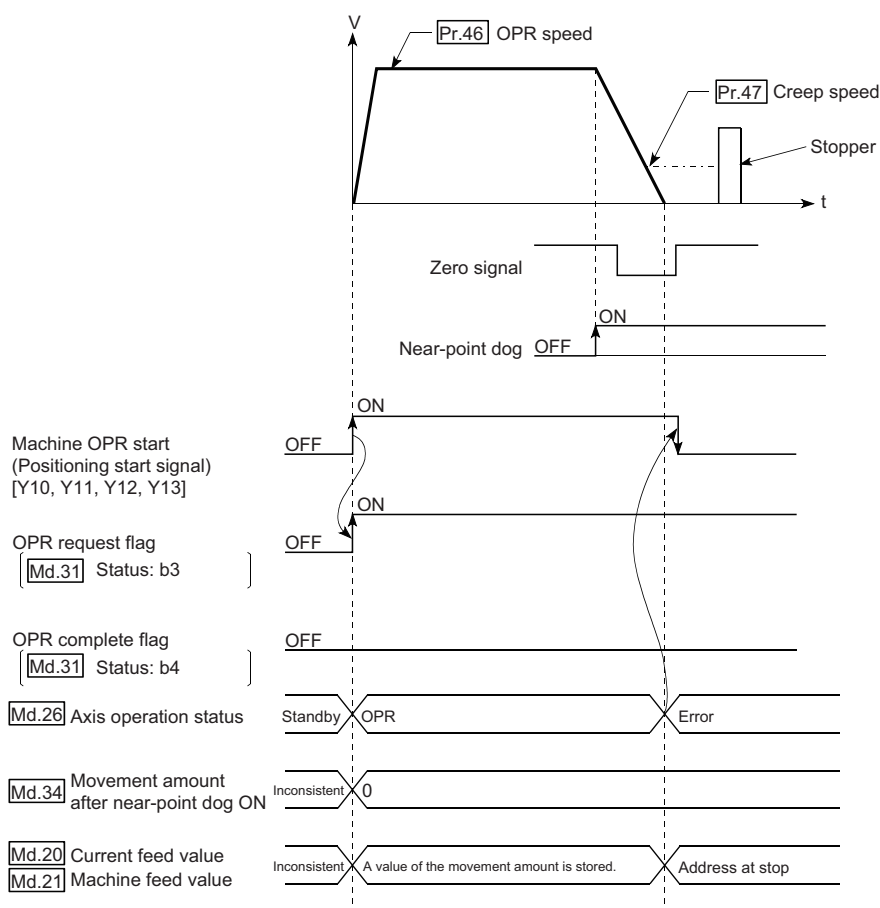 V
Pr.46 OPR speed
Pr.47 Creep speed
Stopper
t
Zero signal
ON
Near-point dog OFF
ON
Machine OPR start
(Positioning start signal)
[Y10, Y11, Y12, Y13]
OFF
ON
OPR request flag
OFF
Md.31 Status: b3
OPR complete flag
OFF
Md.31 Status: b4
Md.26 Axis operation status
Standby
OPR
Error
Md.34 Movement amount
after near-point dog ON
Inconsistent
0
Md.20 Current feed value
Md.21 Machine feed value
Inconsistent
A value of the movement amount is stored.
Address at stop